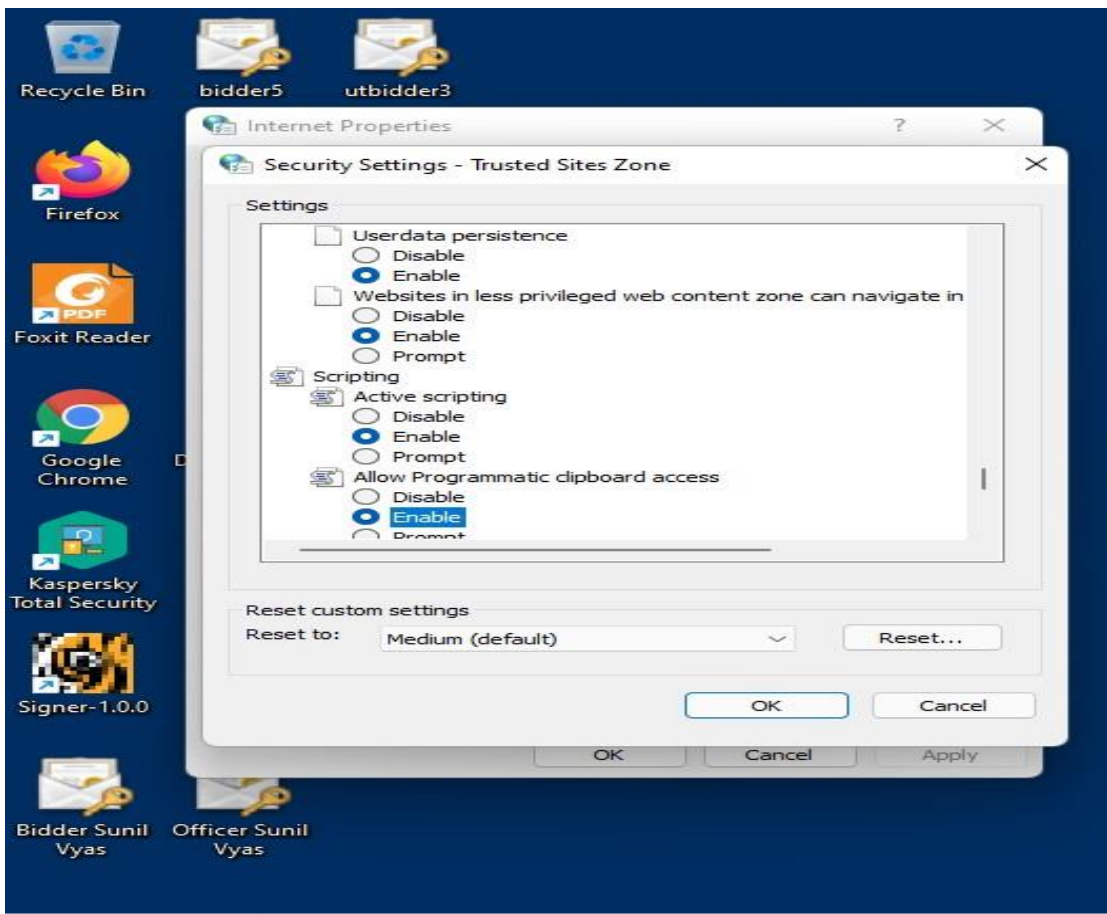 Recycle Bin
bidder5
utbidder3
Internet Properties
?
Security Settings - Trusted Sites Zone
Firefox
Settings
Userdata persistence
Disable
Enable
Websites in less privileged web content zone can navigate in
Disable
Enable
Prompt
Scripting
Active scripting
Disable
Enable
Prompt
Allow Programmatic clipboard access
Disable
Enable
Prompt
PDF
Foxit Reader
Google
Chrome
D
Kaspersky
Total Security
Reset custom settings
Reset to:
Medium (default)
Reset...
Signer-1.0.0
OK
Cancel
OK
Cancel
Apply
Bidder Sunil
Vyas
Officer Sunil
Vyas